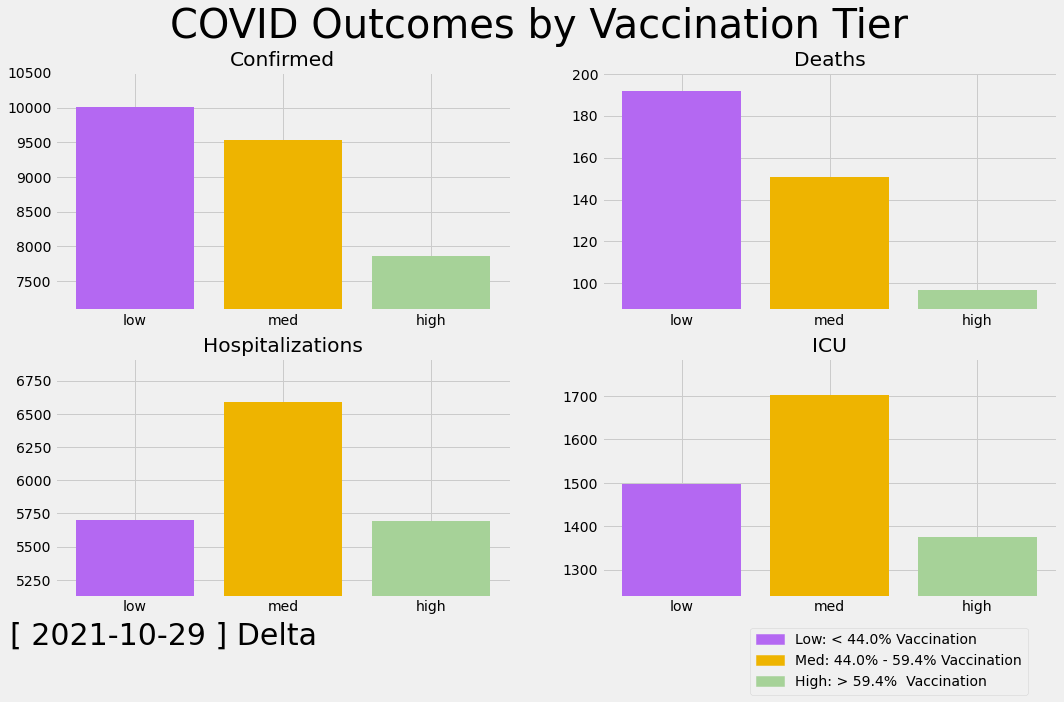 COVID Outcomes by Vaccination Tier
Confirmed
10500
10000
9500
9000
8500
8000
7500
low med high
Deaths
200
180
160
140
120
100
low med high
Hospitalizations
6750
6500
6250
6000
5750
5500
5250
low med high
ICU
1700
1600
1500
1400
1300
low med high
[ 2021-10-29 ] Delta
Low: < 44.0% Vaccination
Med: 44.0% - 59.4% Vaccination
High: > 59.4%  Vaccination